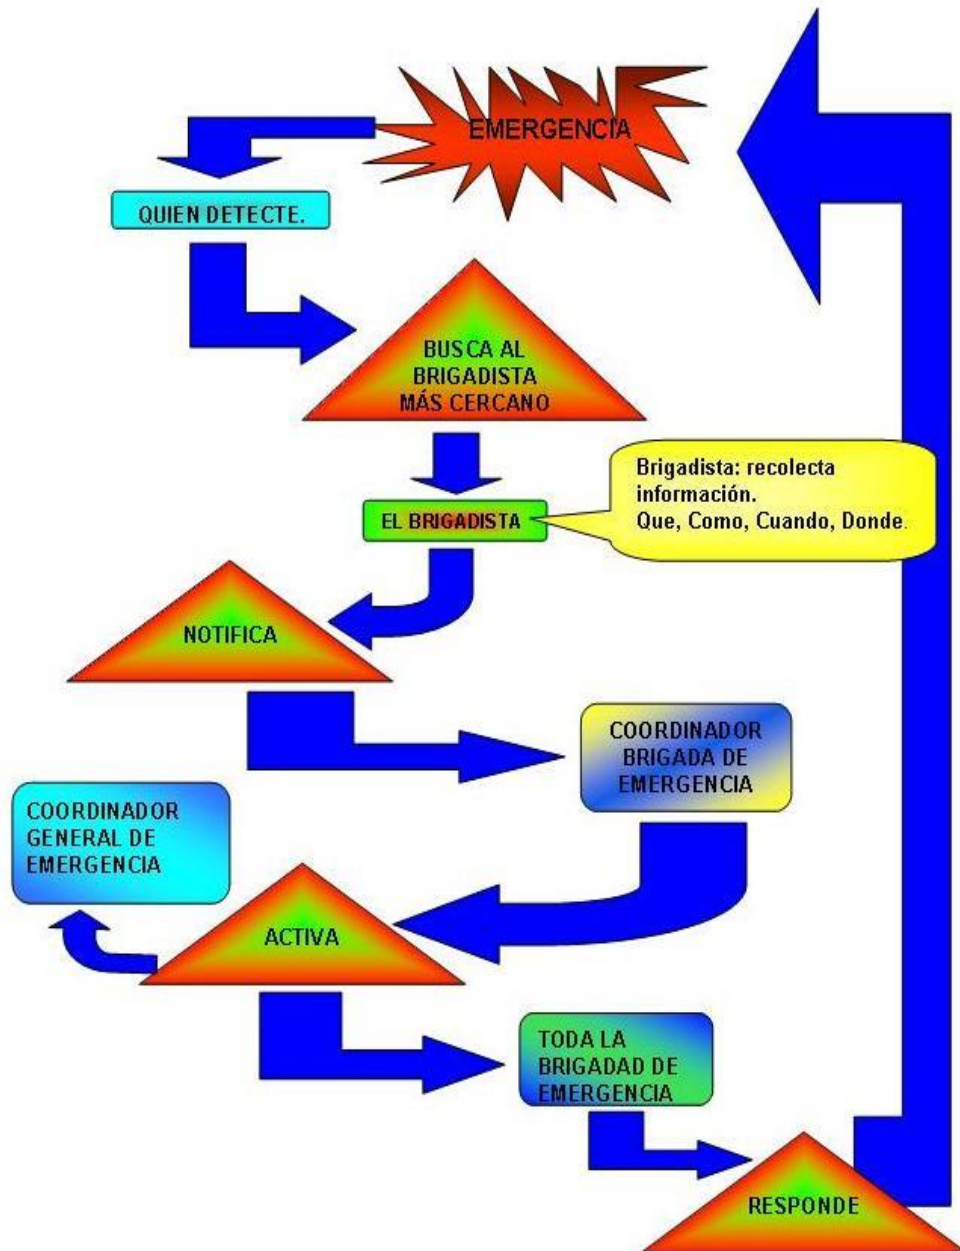 EMERGENCIA
QUIEN DETECTE.
BUSCA AL
BRIGADISTA
MÁS CERCANO
Brigadista: recolecta
información.
Que, Como, Cuando, Donde.
EL BRIGADISTA
NOTIFICA
COORDINADOR
BRIGADA DE
EMERGENCIA
COORDINADOR
GENERAL DE
EMERGENCIA
ACTIVA
TODA LA
BRIGADAD DE
EMERGENCIA
RESPONDE